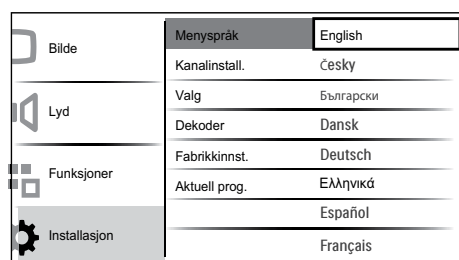 Bilde
Lyd
Funksjoner
Installasjon
Menyspråk
Kanalinstall.
Valg
Dekoder
Fabrikkinnst.
Aktuell prog.
English
Česky
Български
Dansk
Deutsch
Ελληνικά
Español
Français